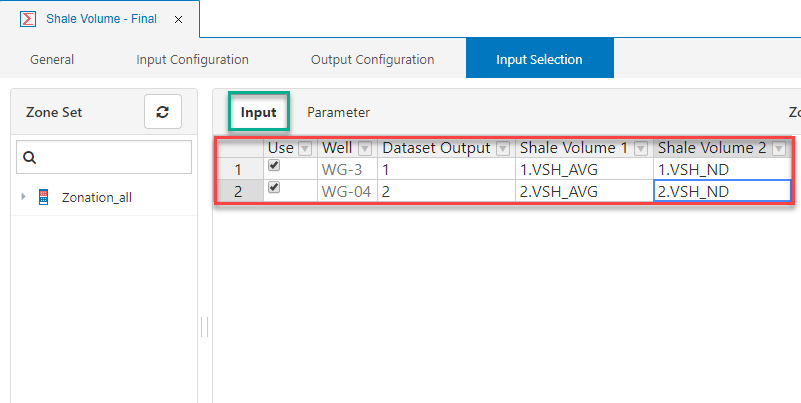 Shale Volume - Final ×
General Input Configuration Output Configuration Input Selection
Zone Set
Input Parameter
Use Well Dataset Output Shale Volume 1 Shale Volume 2
1 WG-3 1 1.VSH_AVG 1.VSH_ND
2 WG-04 2 2.VSH_AVG 2.VSH_ND
Zonation_all